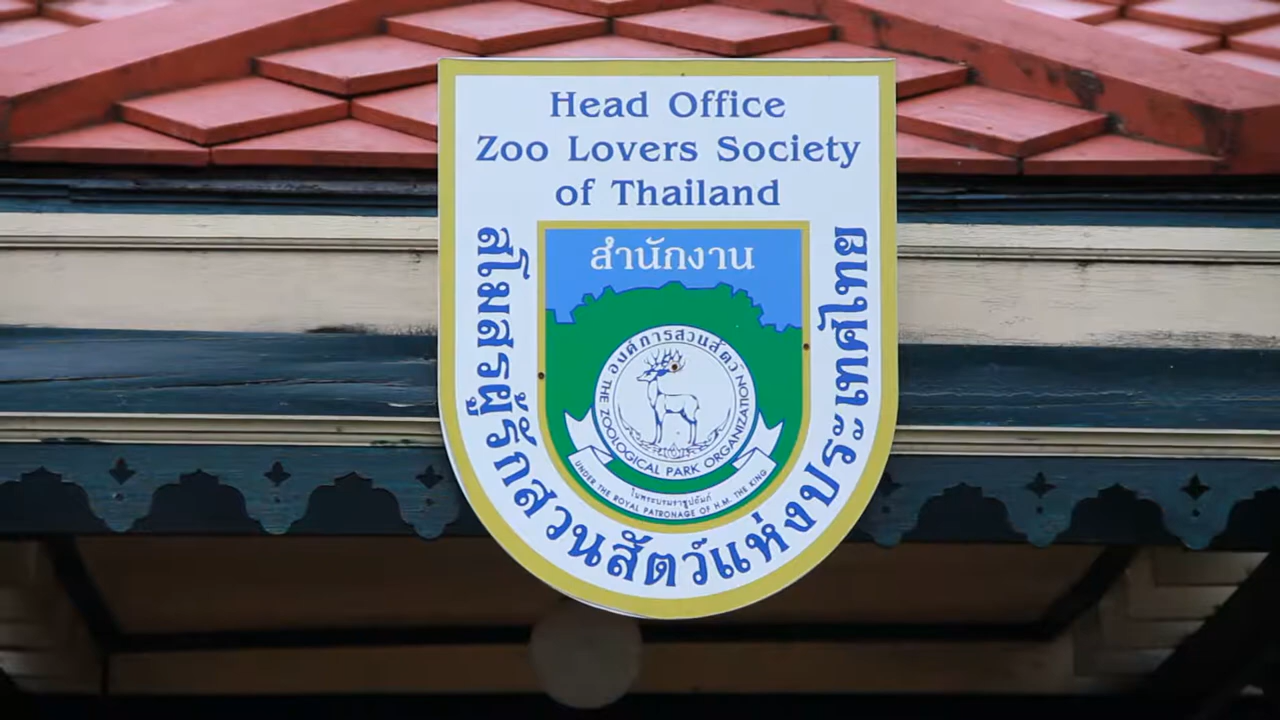 Head Office
Zoo Lovers Society
of Thailand
สำนักงาน
สโมสรผู้รักสวนสัตว์แห่งประเทศไทย
องค์การสวนสัตว์
THE ZOOLOGICAL PARK ORGANIZATION
ในพระบรมราชูปถัมภ์
UNDER THE ROYAL PATRONAGE OF H.M. THE KING